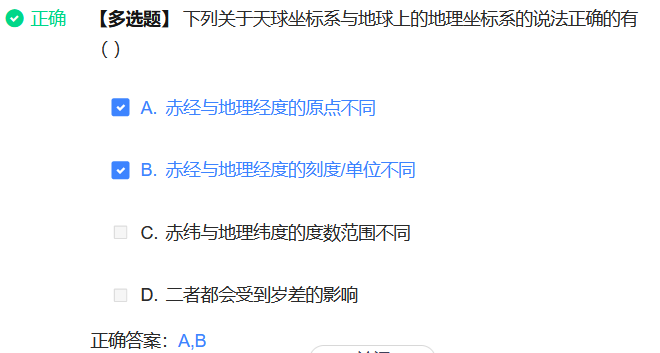 正确 【多选题】下列关于天球坐标系与地球上的地理坐标系的说法正确的有
（ ）
A. 赤经与地理经度的原点不同
B. 赤经与地理经度的刻度/单位不同
C. 赤纬与地理纬度的度数范围不同
D. 二者都会受到岁差的影响
正确答案：A,B